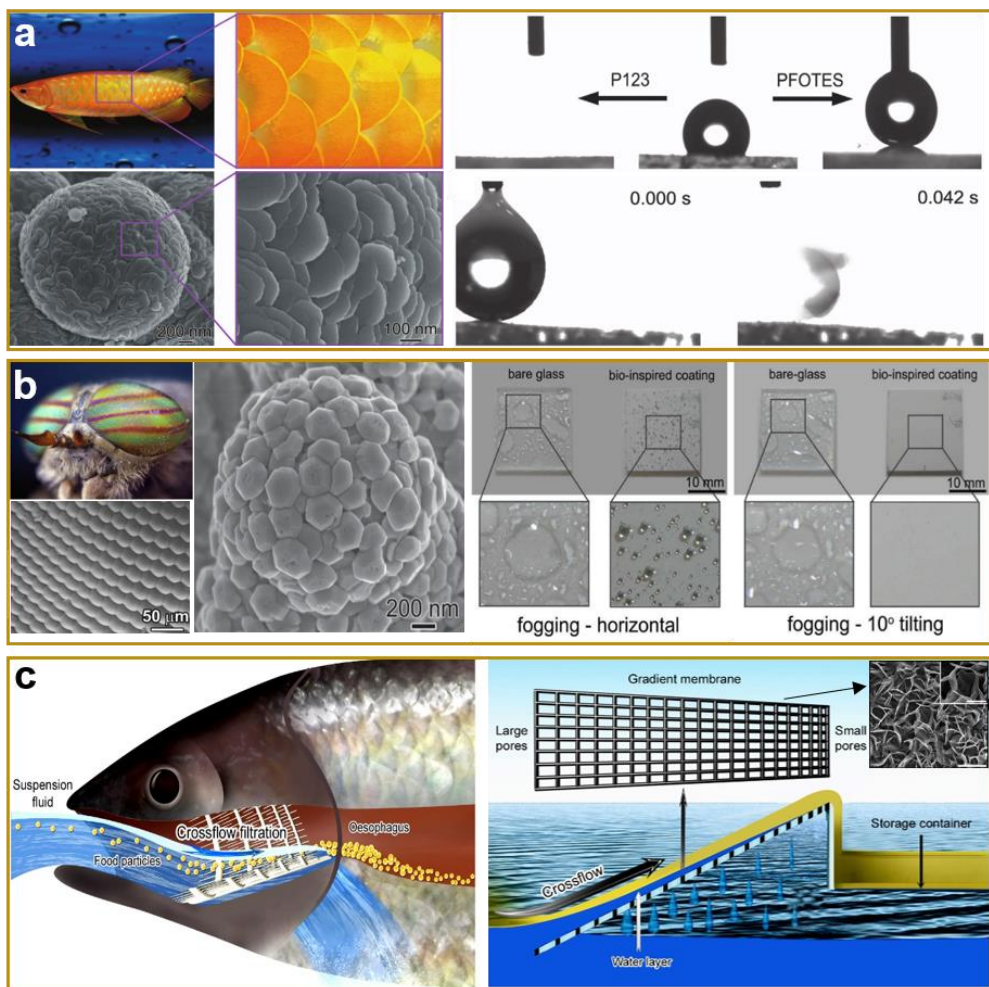 a
P123
PFOTES
0.000 s
0.042 s
200 nm
100 nm
b
bare glass
bio-inspired coating
bare-glass
bio-inspired coating
10 mm
10 mm
50 μm
200 nm
fogging - horizontal
fogging - 10° tilting
c
Suspension
fluid
Food particles
Crossflow filtration
Oesophagus
Gradient membrane
Large
pores
Small
pores
Storage container
Crossflow
Water layer